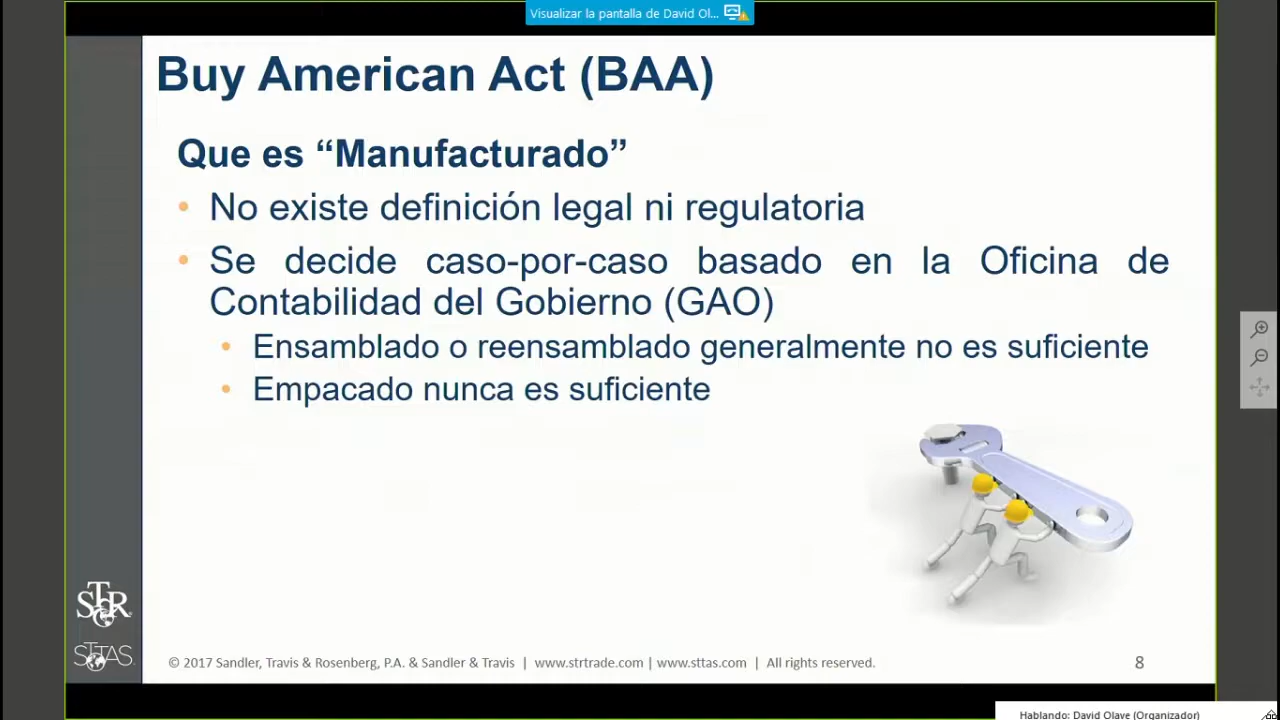 Visualizar la pantalla de David Ol...
Buy American Act (BAA)
Que es “Manufacturado”
• No existe definición legal ni regulatoria
• Se decide caso-por-caso basado en la Oficina de
Contabilidad del Gobierno (GAO)
• Ensamblado o reensamblado generalmente no es suficiente
• Empacado nunca es suficiente
STR
STTAS
© 2017 Sandler, Travis & Rosenberg, P.A. & Sandler & Travis | www.strtrade.com | www.sttas.com | All rights reserved.
8
Hablando: David Olave (Organizador)